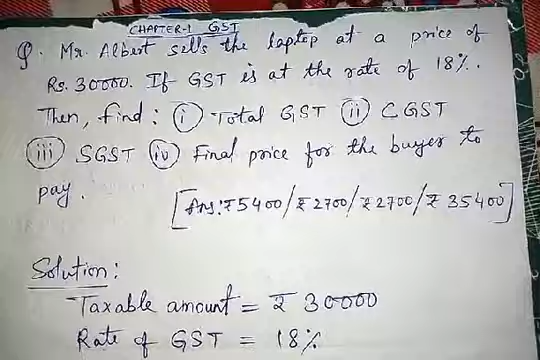 CHAPTER-1 GST
Q. Mr. Albert sells the laptop at a price of
Rs. 30000. If GST is at the rate of 18%.
Then, find: (i) Total GST (ii) CGST
(iii) SGST (iv) Final price for the buyer to
pay.
[Ans: ₹5400/₹2700/₹2700/₹35400]
Solution:
Taxable amount = ₹ 30000
Rate of GST = 18%